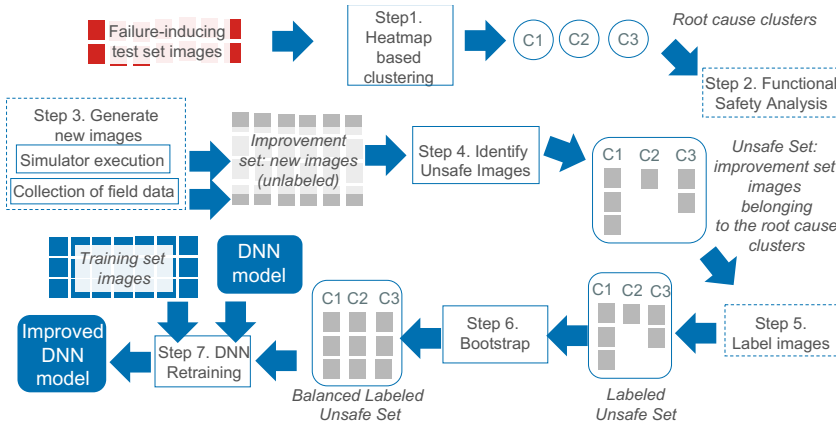 Failure-inducing
test set images
Step1.
Heatmap
based
clustering
C1 C2 C3
Root cause clusters
Step 2. Functional
Safety Analysis
Step 3. Generate
new images
Simulator execution
Collection of field data
Improvement
set: new images
(unlabeled)
Step 4. Identify
Unsafe Images
C1 C2 C3
Unsafe Set:
improvement set
images
belonging
to the root cause
clusters
Training set
images
DNN
model
Improved
DNN
model
Step 7. DNN
Retraining
C1 C2 C3
Balanced Labeled
Unsafe Set
Step 6.
Bootstrap
C1 C2 C3
Labeled
Unsafe Set
Step 5.
Label images